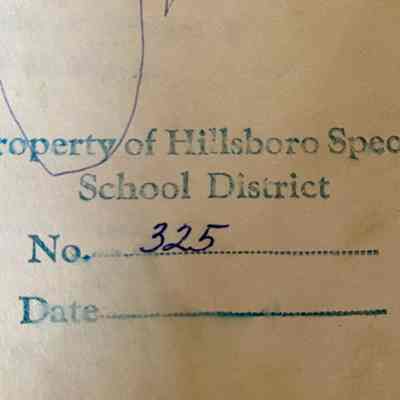 roperty of Hillsboro Spec
School District
No. 325
Date